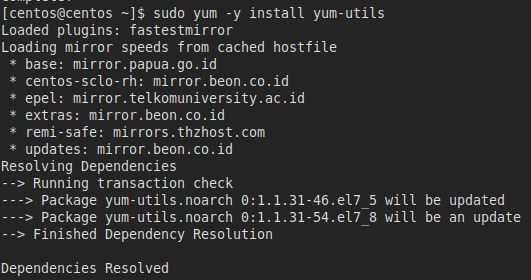 [centos@centos ~]$ sudo yum -y install yum-utils
Loaded plugins: fastestmirror
Loading mirror speeds from cached hostfile
 * base: mirror.papua.go.id
 * centos-sclo-rh: mirror.beon.co.id
 * epel: mirror.telkomuniversity.ac.id
 * extras: mirror.beon.co.id
 * remi-safe: mirrors.thzhost.com
 * updates: mirror.beon.co.id
Resolving Dependencies
--> Running transaction check
---> Package yum-utils.noarch 0:1.1.31-46.el7_5 will be updated
---> Package yum-utils.noarch 0:1.1.31-54.el7_8 will be an update
--> Finished Dependency Resolution

Dependencies Resolved